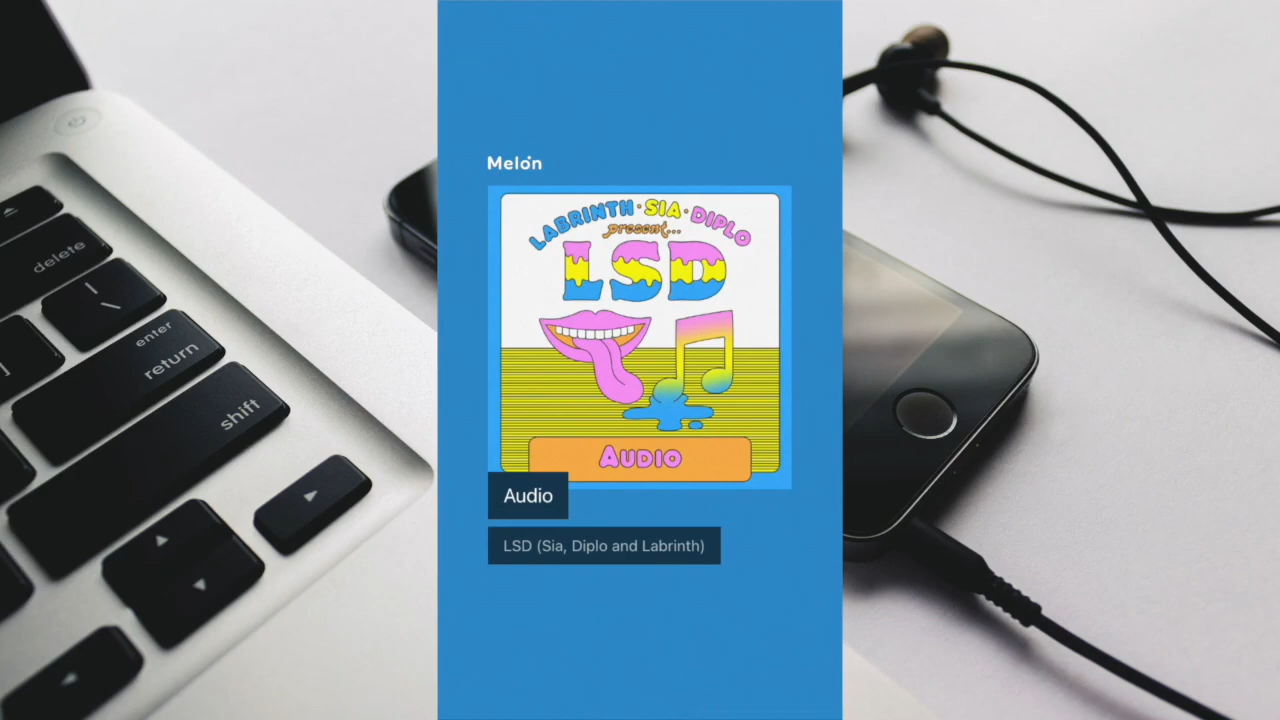 delete
enter
return
shift
Melon
LABRINTH · SIA · DIPLO
present...
LSD
AUDIO
Audio
LSD (Sia, Diplo and Labrinth)